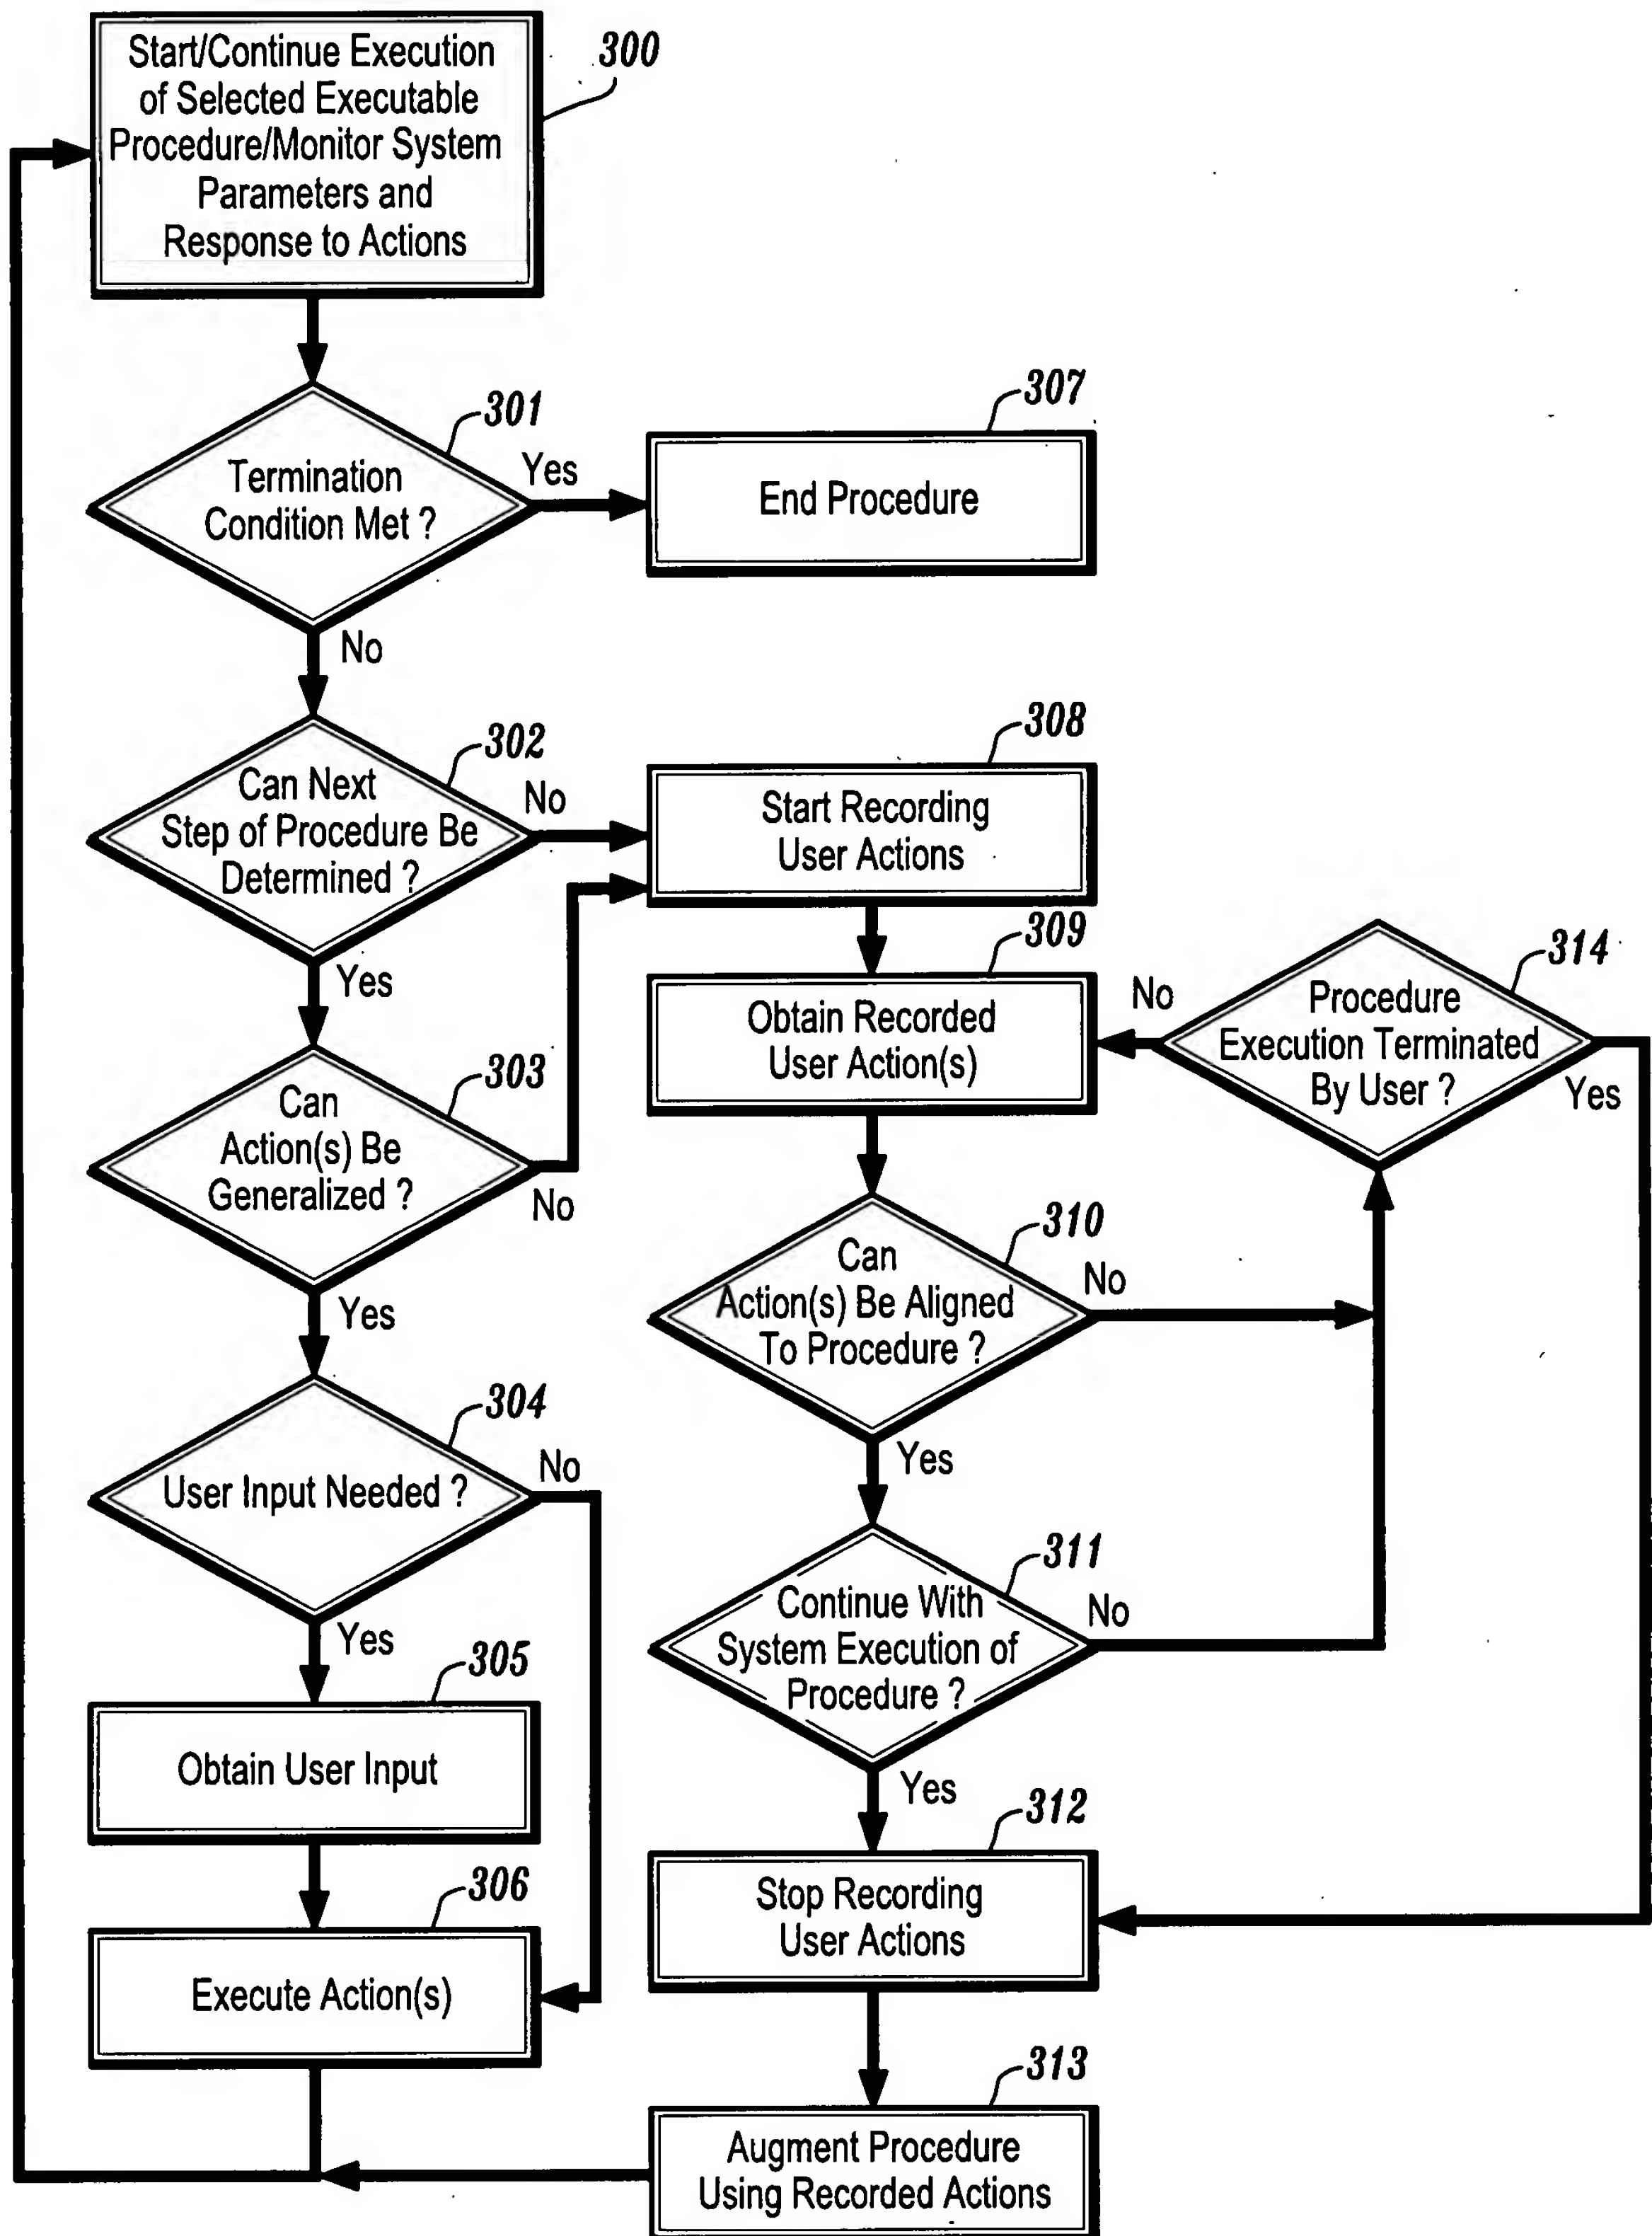 Start/Continue Execution
of Selected Executable
Procedure/Monitor System
Parameters and
Response to Actions
300
301
Termination
Condition Met ?
Yes
No
307
End Procedure
302
Can Next
Step of Procedure Be
Determined ?
No
Yes
308
Start Recording
User Actions
303
Can
Action(s) Be
Generalized ?
No
Yes
309
Obtain Recorded
User Action(s)
314
Procedure
Execution Terminated
By User ?
No
Yes
310
Can
Action(s) Be Aligned
To Procedure ?
No
Yes
304
User Input Needed ?
No
Yes
311
Continue With
System Execution of
Procedure ?
No
Yes
305
Obtain User Input
306
Execute Action(s)
312
Stop Recording
User Actions
313
Augment Procedure
Using Recorded Actions